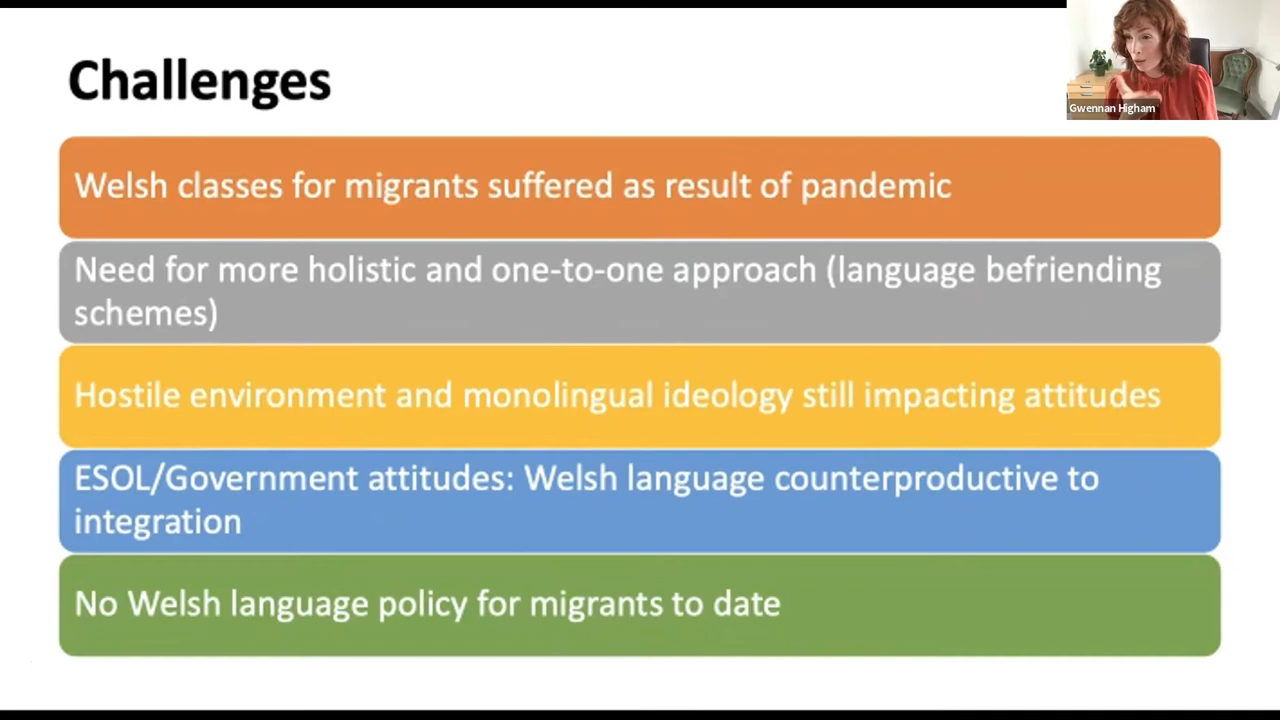 Challenges
Gwennan Higham
Welsh classes for migrants suffered as result of pandemic
Need for more holistic and one-to-one approach (language befriending
schemes)
Hostile environment and monolingual ideology still impacting attitudes
ESOL/Government attitudes: Welsh language counterproductive to
integration
No Welsh language policy for migrants to date